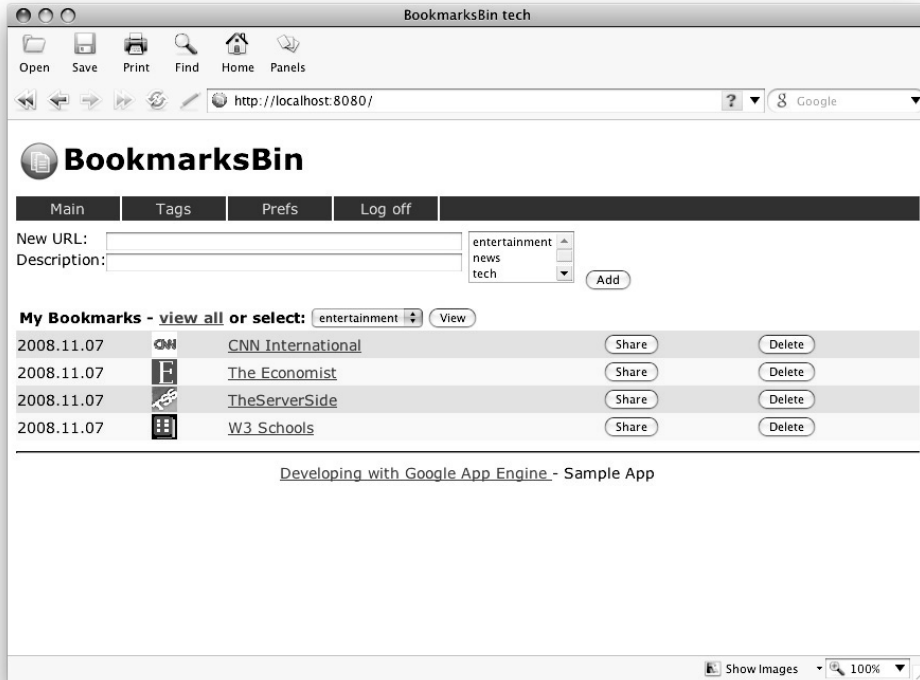 BookmarksBin tech
Open Save Print Find Home Panels
http://localhost:8080/ ? Google
BookmarksBin
Main Tags Prefs Log off
New URL:
Description:
entertainment
news
tech
Add
My Bookmarks - view all or select: entertainment View
2008.11.07 CNN CNN International Share Delete
2008.11.07 E The Economist Share Delete
2008.11.07 TSS TheServerSide Share Delete
2008.11.07 W3 Schools Share Delete
Developing with Google App Engine - Sample App
Show Images 100%